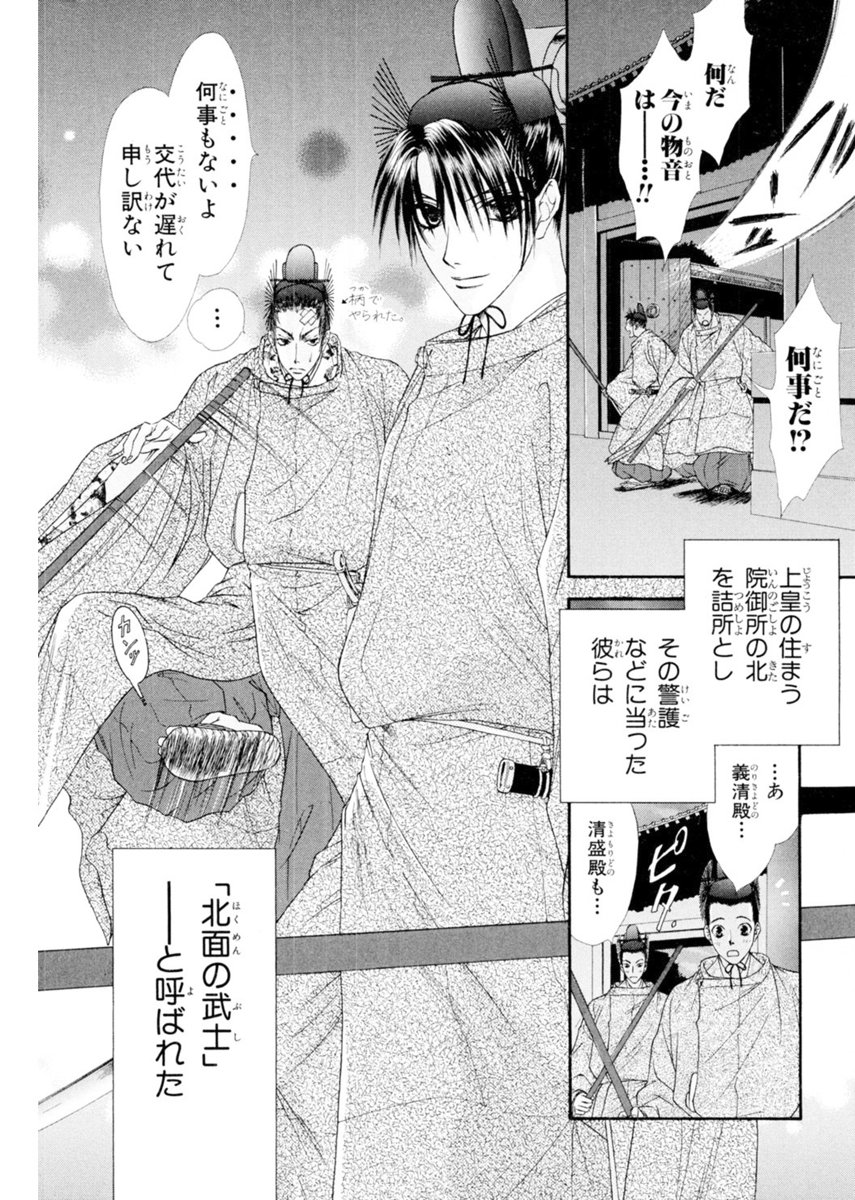 何だ
今の物音
は——…!!
何事だ!?
上皇の住まう
院御所の北
を詰所とし
その警護
などに当った
彼らは
…あ
義清殿
…
清盛殿も…
ピタ
……
何事もないよ
交代が遅れて
申し訳ない
…
柄で
やられた。
カンッ
「北面の武士」
——と呼ばれた